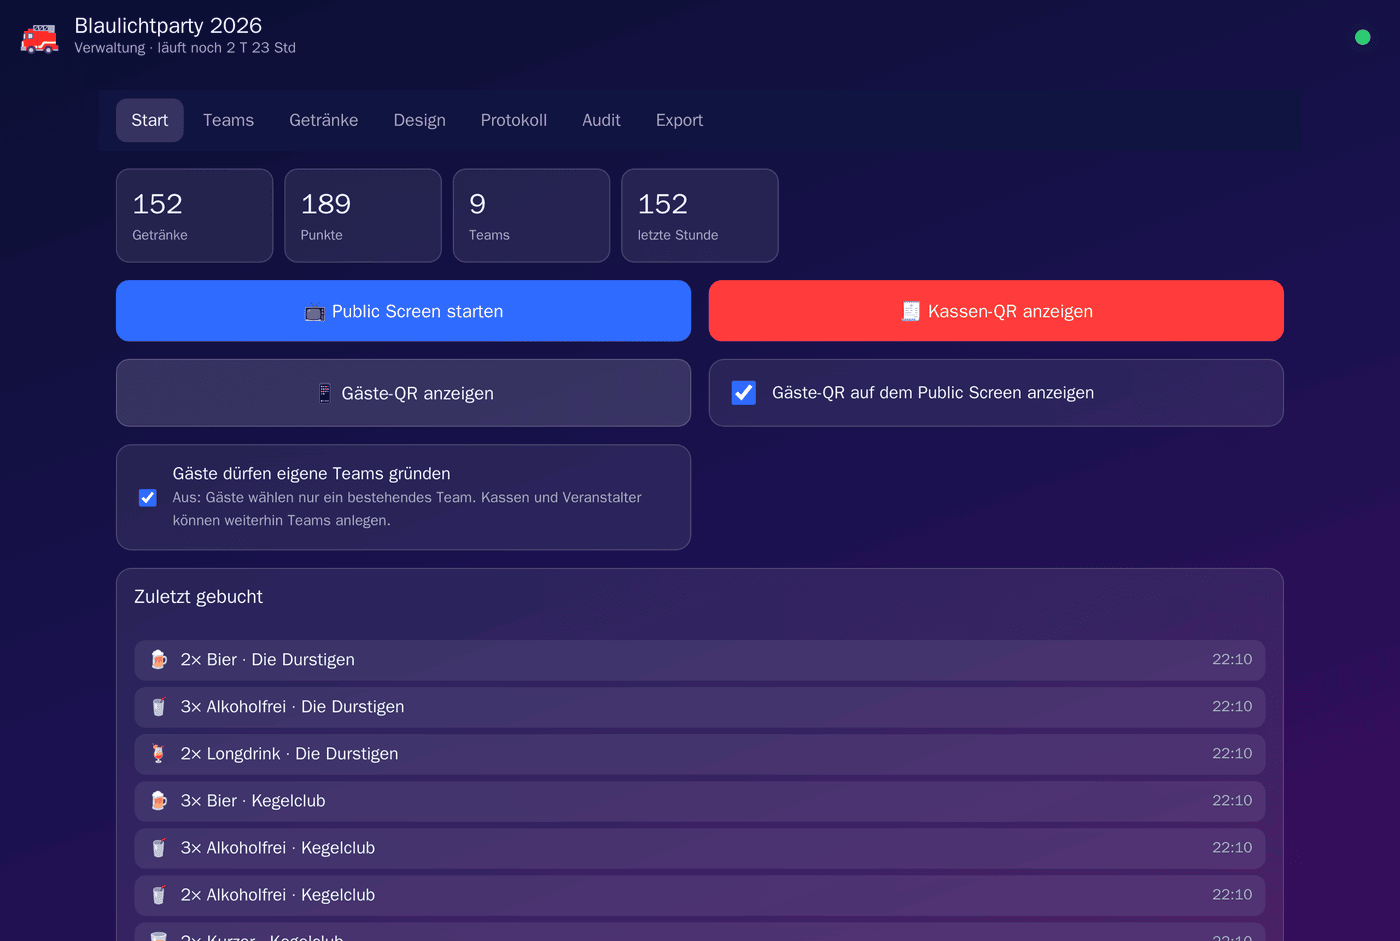 Blaulichtparty 2026
Verwaltung · läuft noch 2 T 23 Std
Start Teams Getränke Design Protokoll Audit Export
152 189 9 152
Getränke Punkte Teams letzte Stunde
Public Screen starten
Kassen-QR anzeigen
Gäste-QR anzeigen
Gäste-QR auf dem Public Screen anzeigen
Gäste dürfen eigene Teams gründen
Aus: Gäste wählen nur ein bestehendes Team. Kassen und Veranstalter
können weiterhin Teams anlegen.
Zuletzt gebucht
2× Bier · Die Durstigen 22:10
3× Alkoholfrei · Die Durstigen 22:10
2× Longdrink · Die Durstigen 22:10
3× Bier · Kegelclub 22:10
3× Alkoholfrei · Kegelclub 22:10
2× Alkoholfrei · Kegelclub 22:10
Kurzer · Kegelclub 22:10